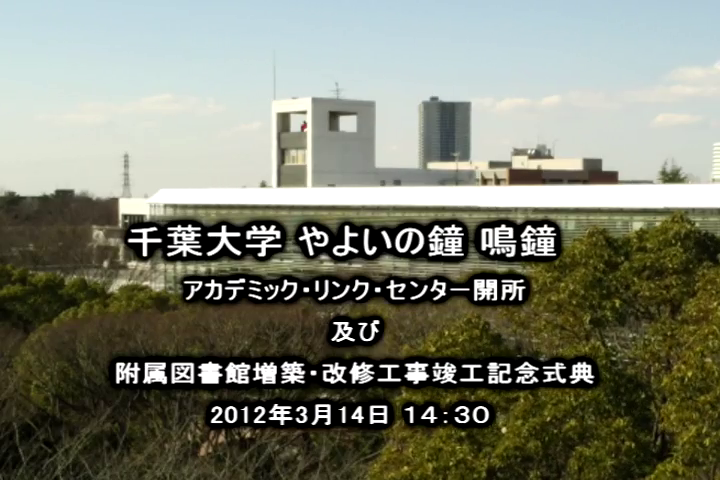 千葉大学 やよいの鐘 鳴鐘
アカデミック・リンク・センター開所
及び
附属図書館増築・改修工事竣工記念式典
2012年3月14日 １４：３０